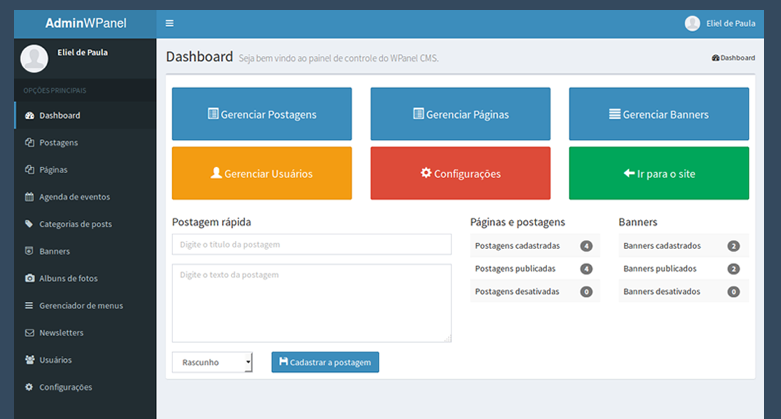 AdminWPanel
Eliel de Paula
Eliel de Paula
OPÇÕES PRINCIPAIS
Dashboard
Postagens
Páginas
Agenda de eventos
Categorias de posts
Banners
Albuns de fotos
Gerenciador de menus
Newsletters
Usuários
Configurações
Dashboard Seja bem vindo ao painel de controle do WPanel CMS.
Dashboard
Gerenciar Postagens
Gerenciar Páginas
Gerenciar Banners
Gerenciar Usuários
Configurações
Ir para o site
Postagem rápida
Digite o titulo da postagem
Digite o texto da postagem
Rascunho
Cadastrar a postagem
Páginas e postagens
Postagens cadastradas 4
Postagens publicadas 4
Postagens desativadas 0
Banners
Banners cadastrados 2
Banners publicados 2
Banners desativados 0